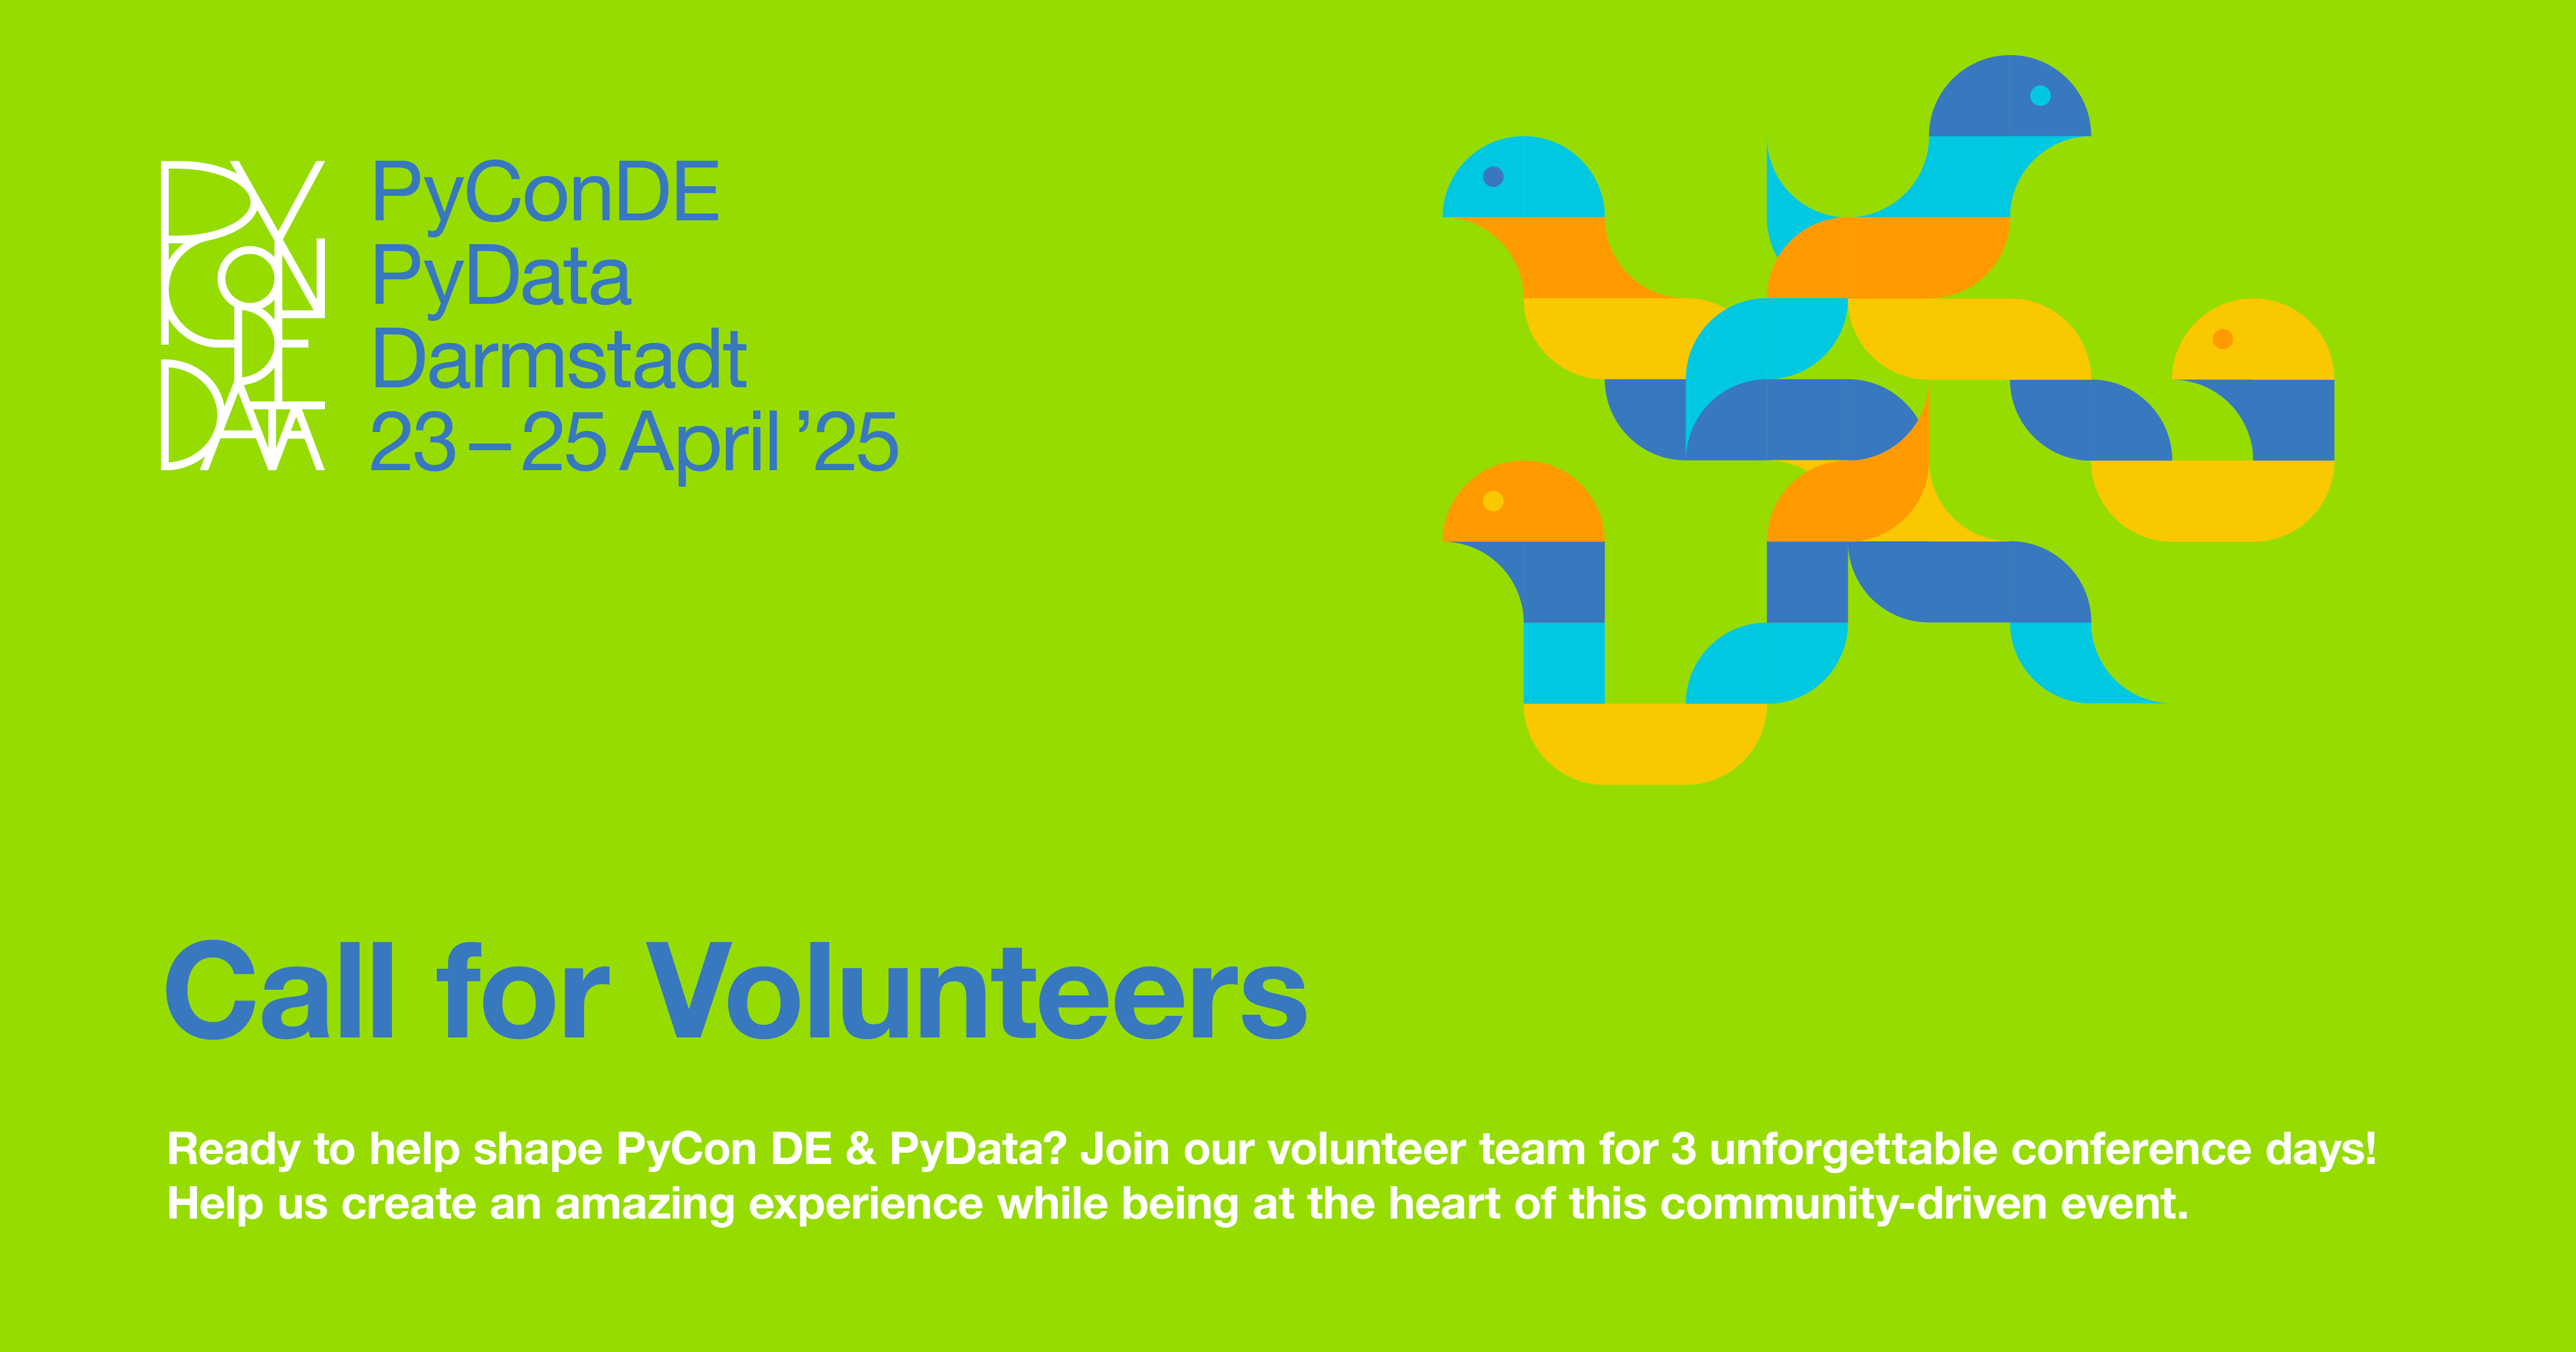 PY
CON
DE
DATA
PyConDE
PyData
Darmstadt
23 – 25 April ’25
Call for Volunteers
Ready to help shape PyCon DE & PyData? Join our volunteer team for 3 unforgettable conference days!
Help us create an amazing experience while being at the heart of this community-driven event.